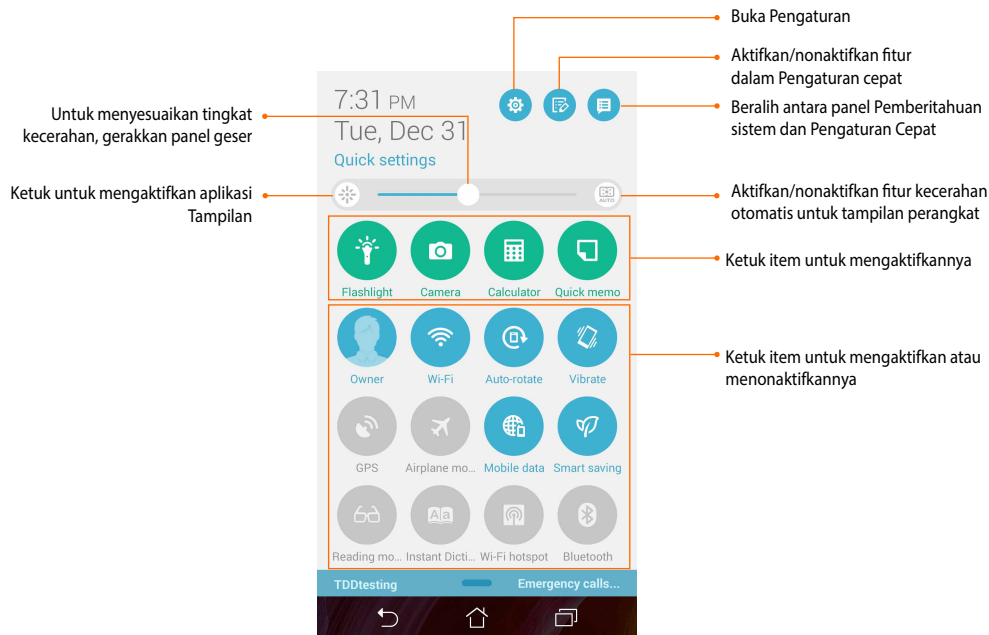 Buka Pengaturan
Aktifkan/nonaktifkan fitur
dalam Pengaturan cepat
Beralih antara panel Pemberitahuan
sistem dan Pengaturan Cepat
Untuk menyesuaikan tingkat
kecerahan, gerakkan panel geser
Ketuk untuk mengaktifkan aplikasi
Tampilan
7:31 PM
Tue, Dec 31
Quick settings
AUTO
Aktifkan/nonaktifkan fitur kecerahan
otomatis untuk tampilan perangkat
Flashlight Camera Calculator Quick memo
Ketuk item untuk mengaktifkannya
Owner Wi-Fi Auto-rotate Vibrate
Ketuk item untuk mengaktifkan atau
menonaktifkannya
GPS Airplane mo... Mobile data Smart saving
Aa
Reading mo... Instant Dicti... Wi-Fi hotspot Bluetooth
TDDtesting Emergency calls...